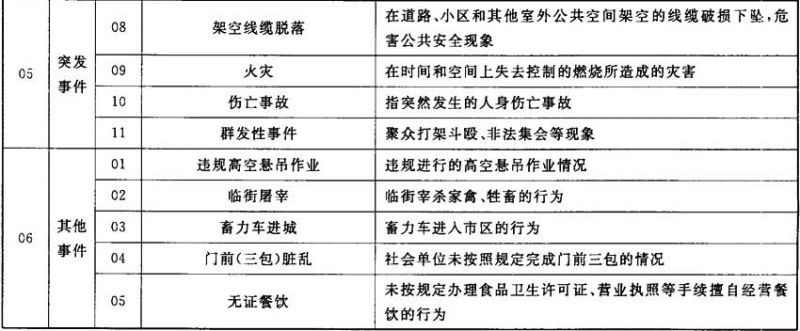 05
突发
事件
08
架空线缆脱落
在道路、小区和其他室外公共空间架空的线缆破损下坠,危
害公共安全现象
09
火灾
在时间和空间上失去控制的燃烧所造成的灾害
10
伤亡事故
指突然发生的人身伤亡事故
11
群发性事件
聚众打架斗殴、非法集会等现象
06
其他
事件
01
违规高空悬吊作业
违规进行的高空悬吊作业情况
02
临街屠宰
临街宰杀家禽、牲畜的行为
03
畜力车进城
畜力车进入市区的行为
04
门前(三包)脏乱
社会单位未按照规定完成门前三包的情况
05
无证餐饮
未按规定办理食品卫生许可证、营业执照等手续擅自经营餐
饮的行为